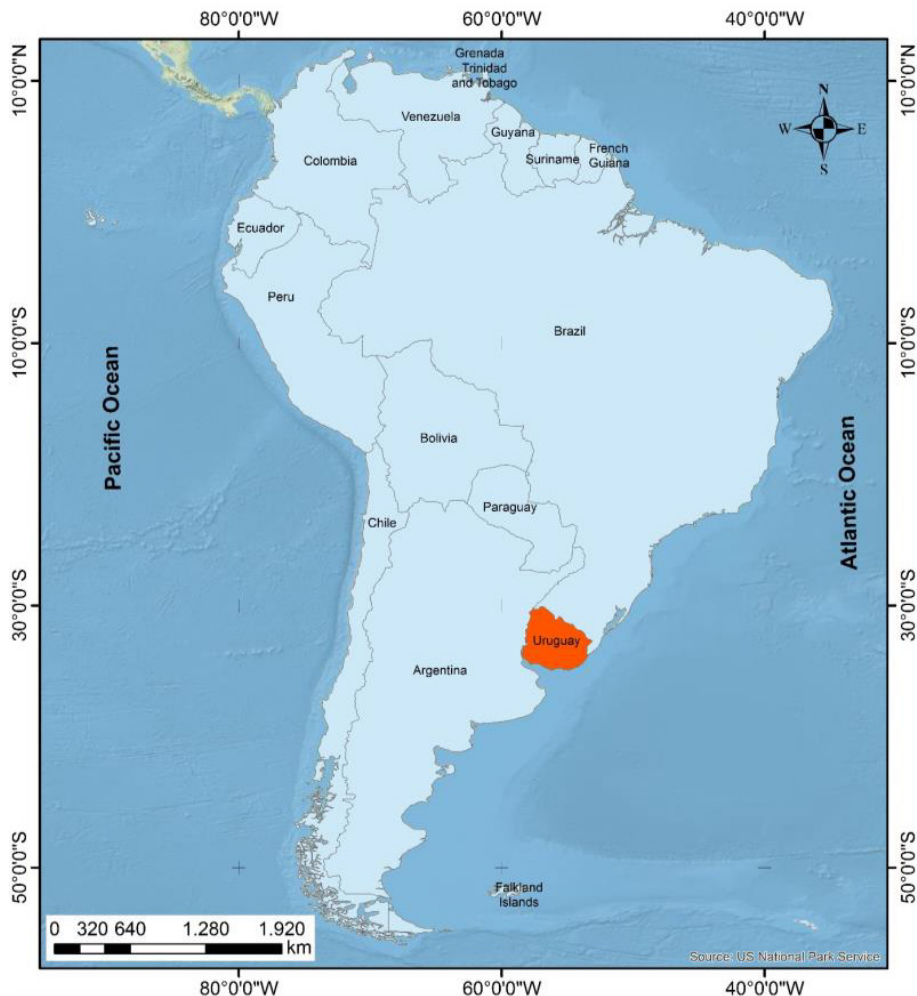 80°0'0"W 60°0'0"W 40°0'0"W
10°0'0"N
10°0'0"S
30°0'0"S
50°0'0"S
10°0'0"N
10°0'0"S
30°0'0"S
50°0'0"S
Grenada
Trinidad
and Tobago
N
W E
S
Venezuela
Guyana
Suriname
French
Guiana
Colombia
Ecuador
Peru
Brazil
Pacific Ocean
Atlantic Ocean
Bolivia
Paraguay
Chile
Uruguay
Argentina
Falkland
Islands
0 320 640 1.280 1.920
km
Source: US National Park Service
80°0'0"W 60°0'0"W 40°0'0"W